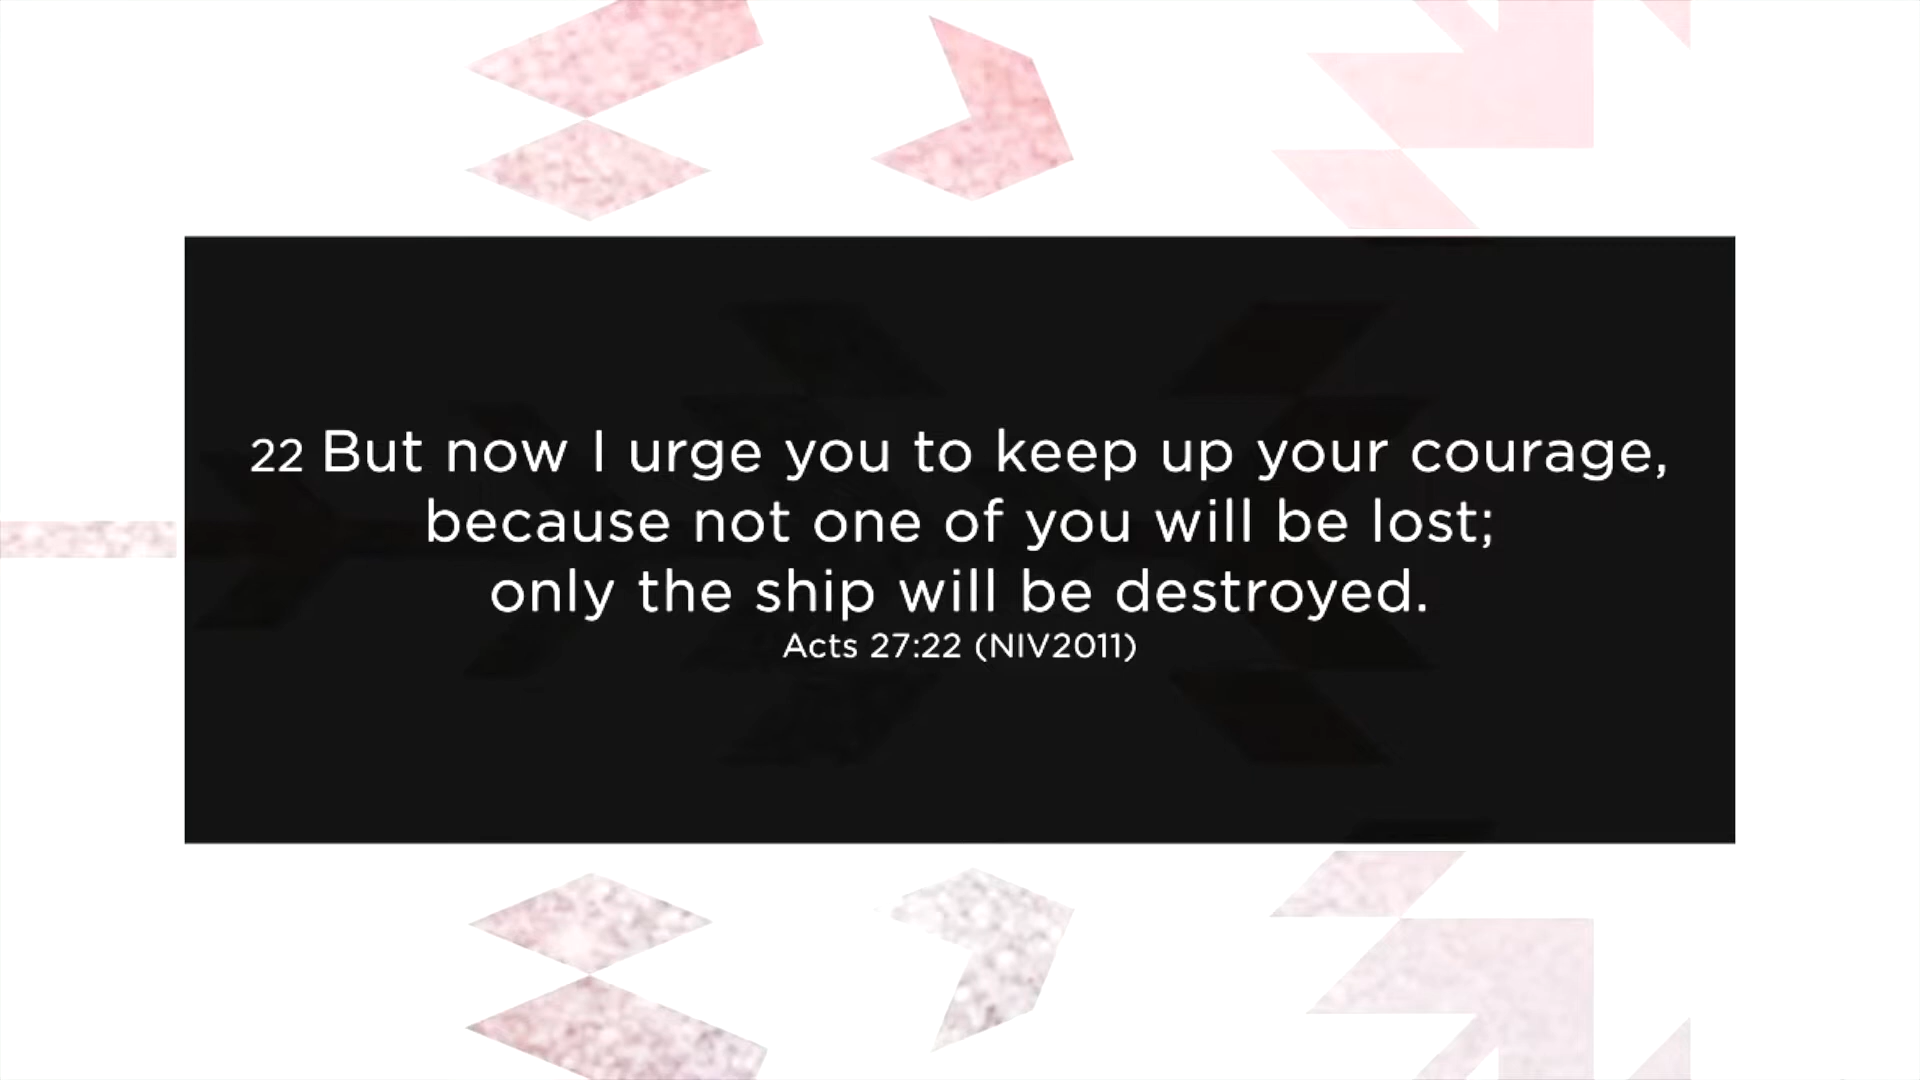 22 But now I urge you to keep up your courage,
because not one of you will be lost;
only the ship will be destroyed.
Acts 27:22 (NIV2011)